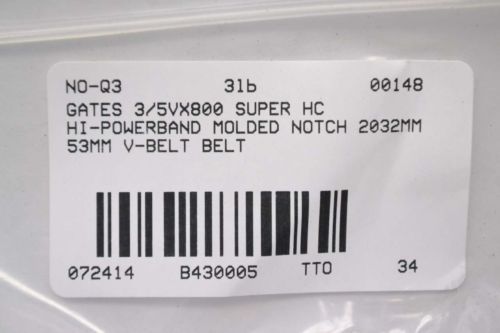 NO-Q3 3lb 00148
GATES 3/5VX800 SUPER HC
HI-POWERBAND MOLDED NOTCH 2032MM
53MM V-BELT BELT
072414 B430005 TTO 34